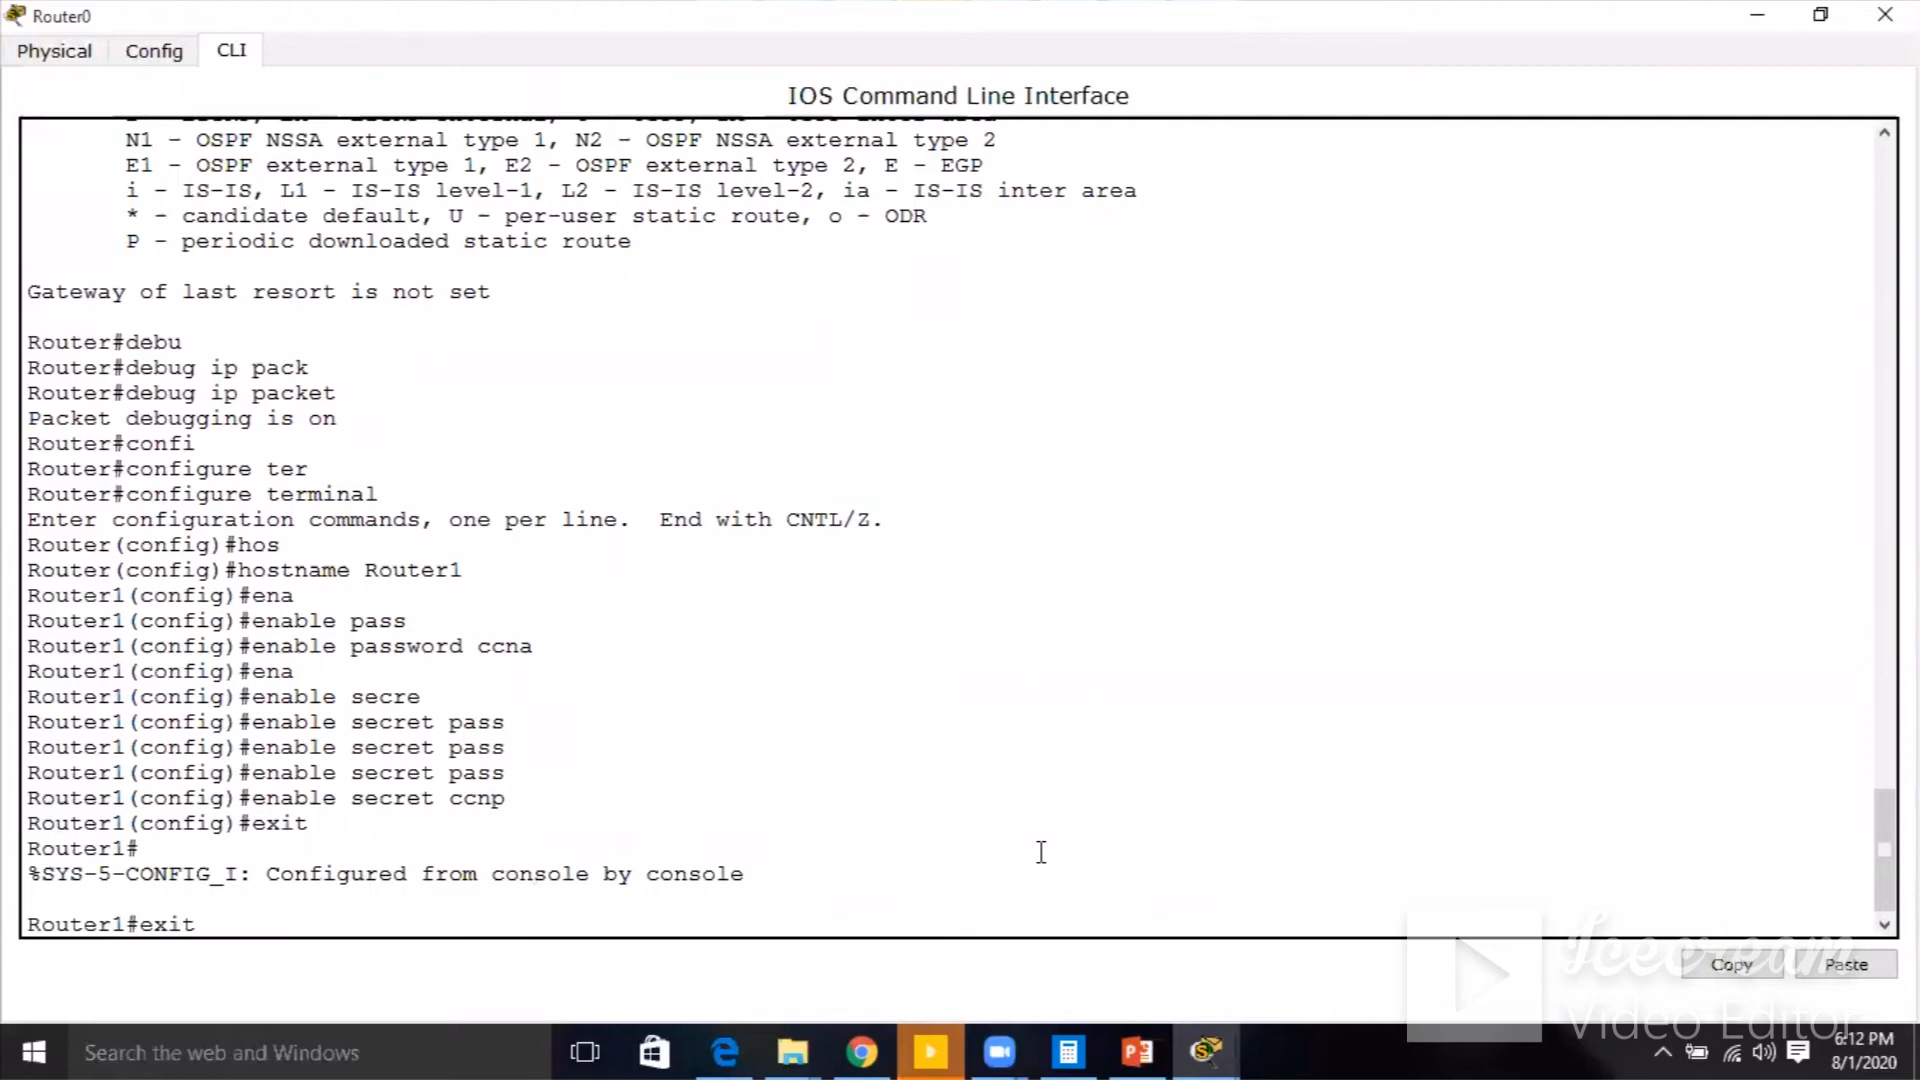 Router0
Physical Config CLI
IOS Command Line Interface
N1 - OSPF NSSA external type 1, N2 - OSPF NSSA external type 2
E1 - OSPF external type 1, E2 - OSPF external type 2, E - EGP
i - IS-IS, L1 - IS-IS level-1, L2 - IS-IS level-2, ia - IS-IS inter area
* - candidate default, U - per-user static route, o - ODR
P - periodic downloaded static route
Gateway of last resort is not set
Router#debu
Router#debug ip pack
Router#debug ip packet
Packet debugging is on
Router#confi
Router#configure ter
Router#configure terminal
Enter configuration commands, one per line.  End with CNTL/Z.
Router(config)#hos
Router(config)#hostname Router1
Router1(config)#ena
Router1(config)#enable pass
Router1(config)#enable password ccna
Router1(config)#ena
Router1(config)#enable secre
Router1(config)#enable secret pass
Router1(config)#enable secret pass
Router1(config)#enable secret pass
Router1(config)#enable secret ccnp
Router1(config)#exit
Router1#
%SYS-5-CONFIG_I: Configured from console by console
Router1#exit
Copy Paste
Icecream
Video Editor
Search the web and Windows
6:12 PM
8/1/2020